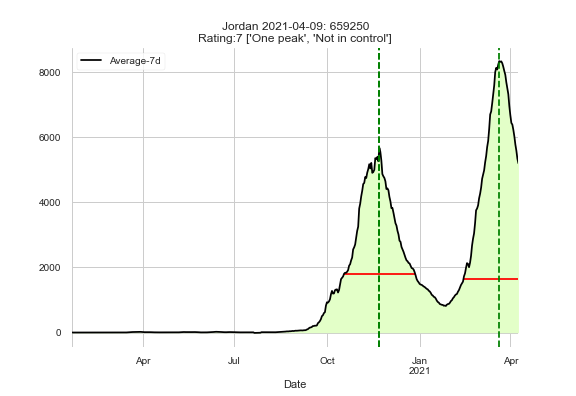 Jordan 2021-04-09: 659250
Rating:7 ['One peak', 'Not in control']
Average-7d
8000
6000
4000
2000
0
Apr
Jul
Oct
Jan
2021
Apr
Date